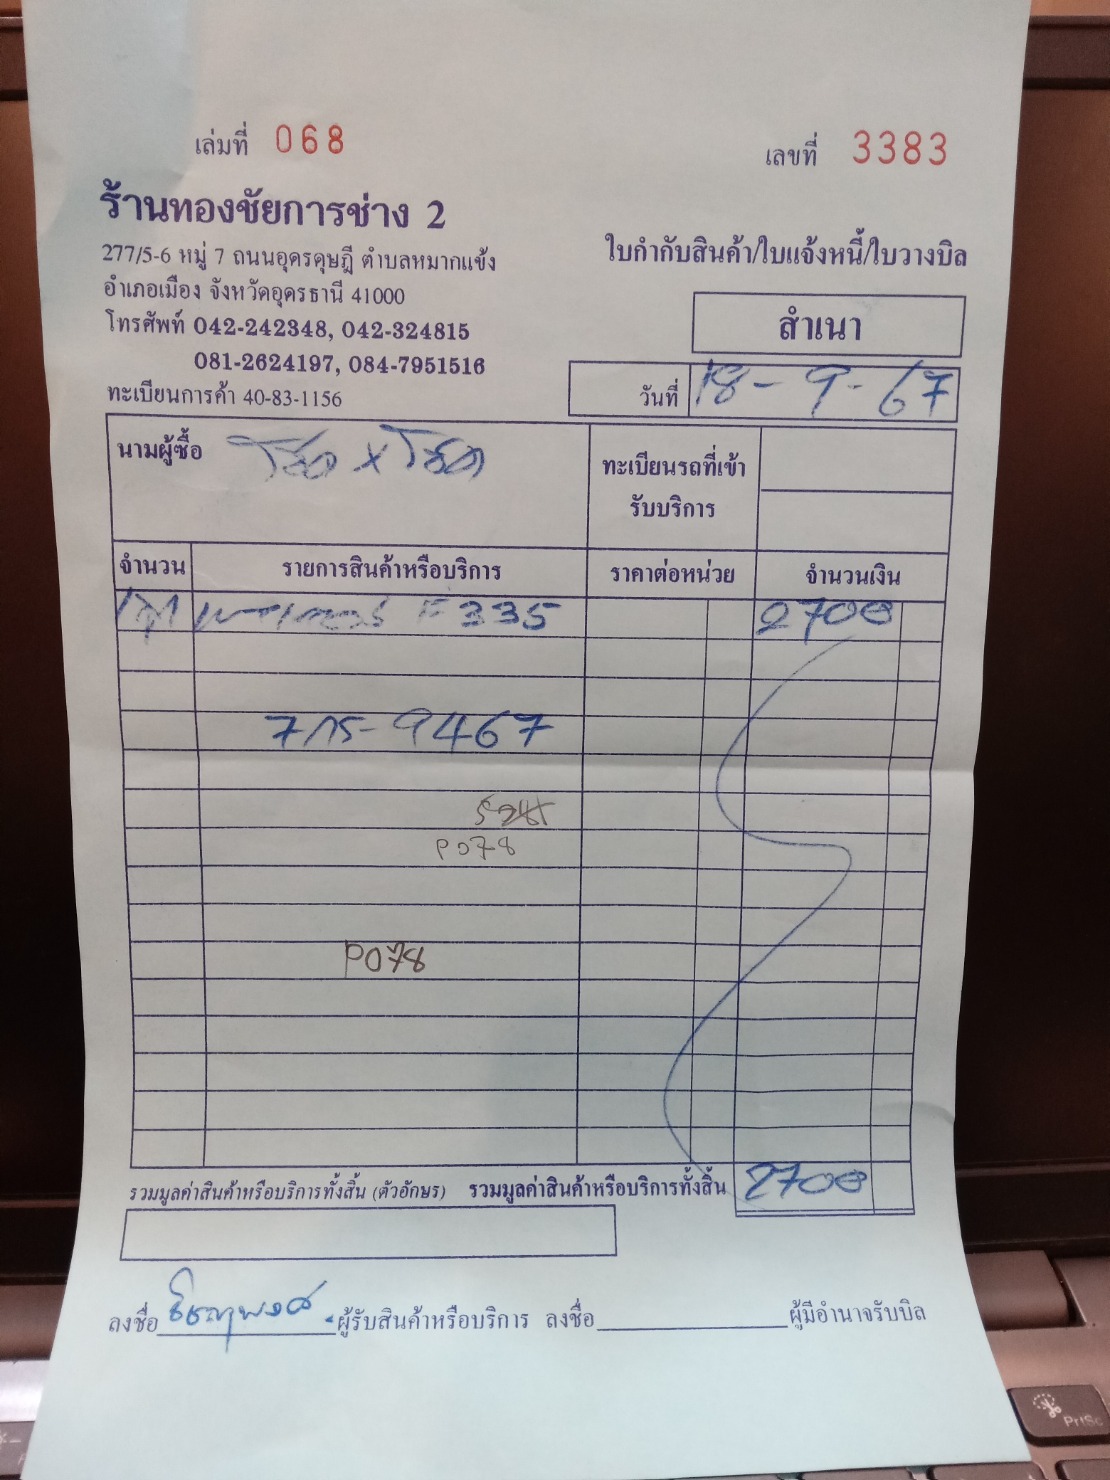 เล่มที่ 068
เลขที่ 3383
ร้านทองชัยการช่าง 2
277/5-6 หมู่ 7 ถนนอุดรดุษฎี ตำบลหมากแข้ง
อำเภอเมือง จังหวัดอุดรธานี 41000
โทรศัพท์ 042-242348, 042-324815
081-2624197, 084-7951516
ทะเบียนการค้า 40-83-1156
ใบกำกับสินค้า/ใบแจ้งหนี้/ใบวางบิล
สำเนา
วันที่ 18-9-67
นามผู้ซื้อ
ทะเบียนรถที่เข้า
รับบริการ
จำนวน รายการสินค้าหรือบริการ ราคาต่อหน่วย จำนวนเงิน
335 2700
9467
P078
P078
รวมมูลค่าสินค้าหรือบริการทั้งสิ้น (ตัวอักษร) รวมมูลค่าสินค้าหรือบริการทั้งสิ้น 2700
ลงชื่อ ผู้รับสินค้าหรือบริการ ลงชื่อ ผู้มีอำนาจรับบิล
PrtSc